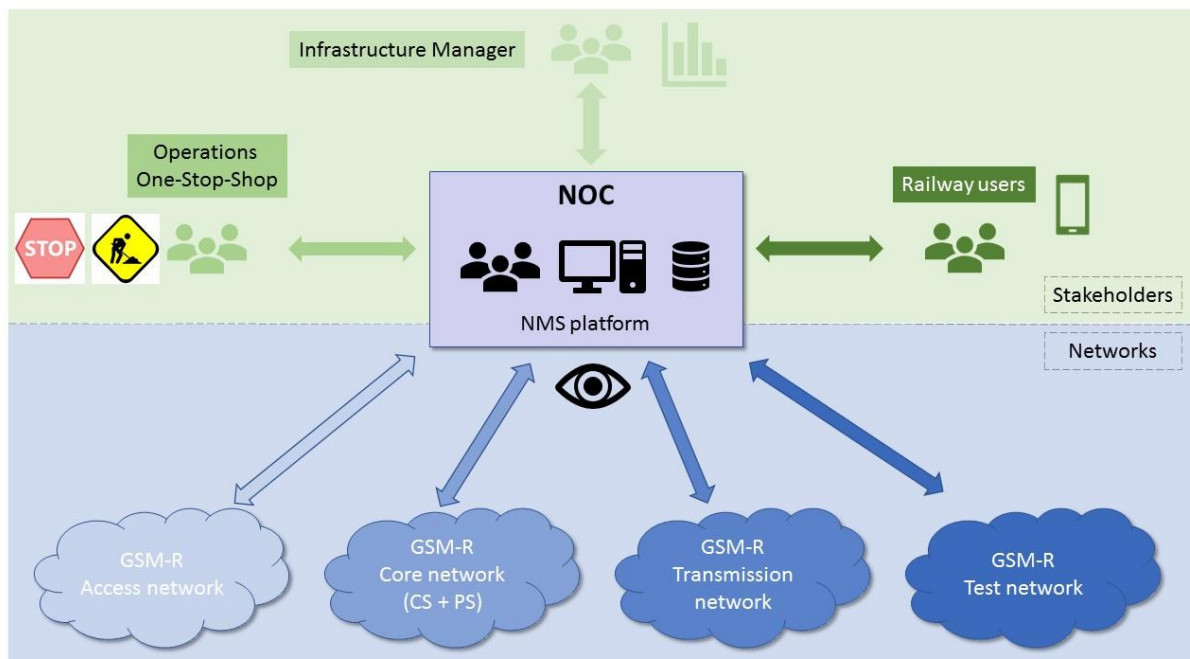 Infrastructure Manager
Operations
One-Stop-Shop
STOP
NOC
NMS platform
Railway users
Stakeholders
Networks
GSM-R
Access network
GSM-R
Core network
(CS + PS)
GSM-R
Transmission
network
GSM-R
Test network